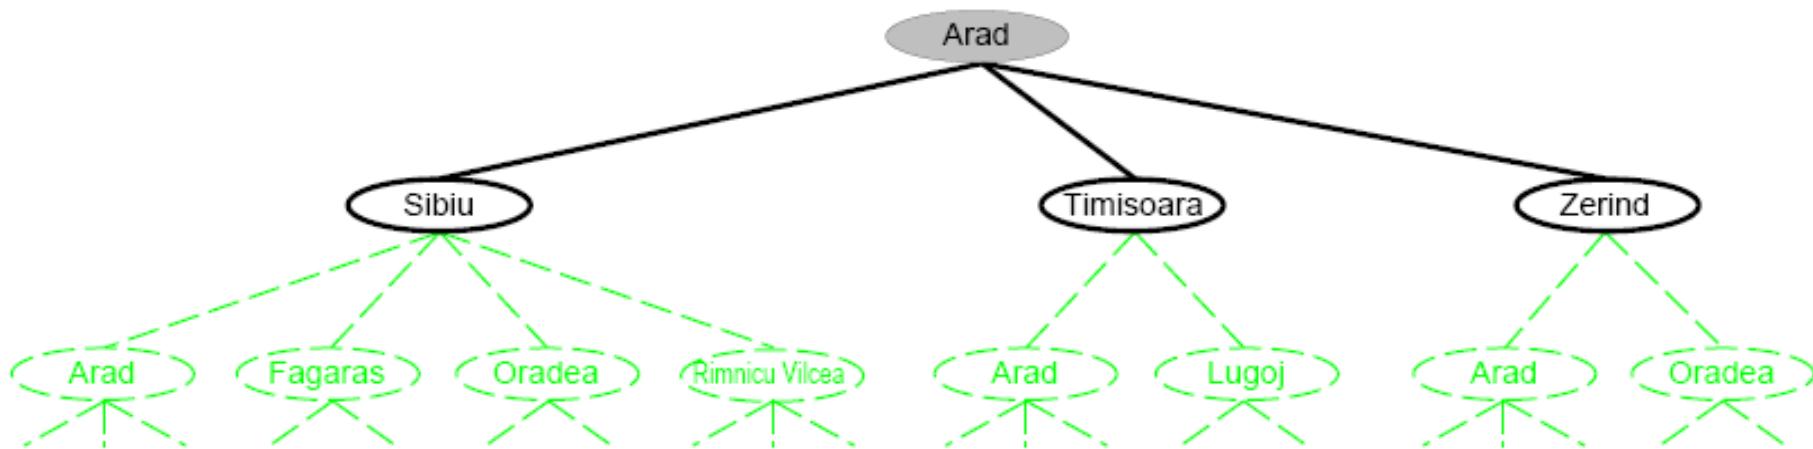 Arad
Sibiu
Timisoara
Zerind
Arad
Fagaras
Oradea
Rimnicu Vilcea
Arad
Lugoj
Arad
Oradea